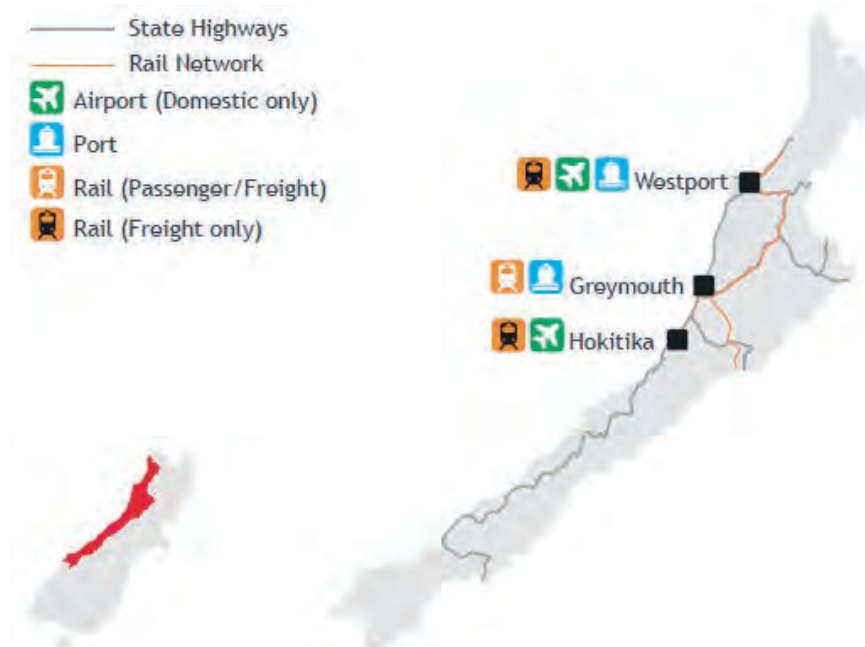 State Highways
Rail Network
Airport (Domestic only)
Port
Rail (Passenger/Freight)
Rail (Freight only)
Westport
Greymouth
Hokitika